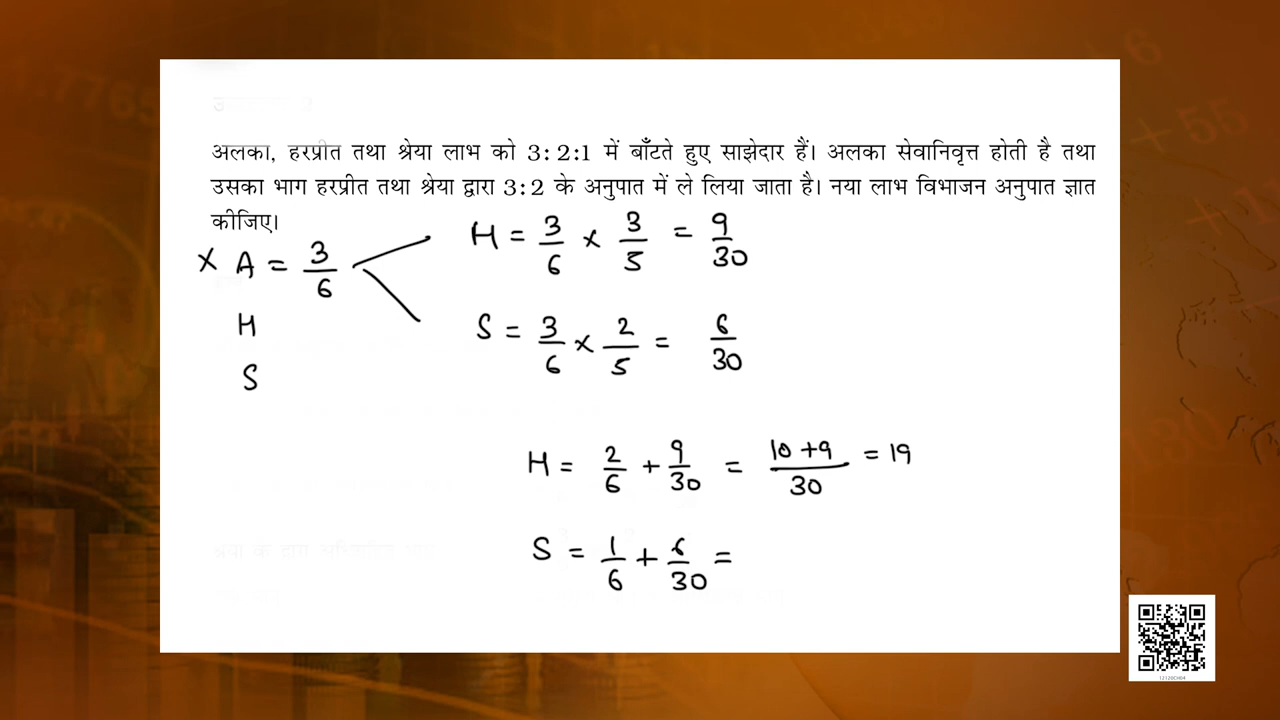 अलका, हरप्रीत तथा श्रेया लाभ को 3:2:1 में बाँटते हुए साझेदार हैं। अलका सेवानिवृत्त होती है तथा
उसका भाग हरप्रीत तथा श्रेया द्वारा 3:2 के अनुपात में ले लिया जाता है। नया लाभ विभाजन अनुपात ज्ञात
कीजिए।
H = 3/6 × 3/5 = 9/30
× A = 3/6
H
S = 3/6 × 2/5 = 6/30
S
H = 2/6 + 9/30 = 10+9/30 = 19
S = 1/6 + 6/30 =
12120CH04